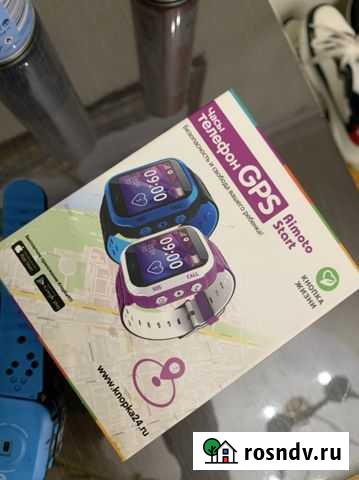 Часы
телефон
GPS
Aimoto
Start
Безопасность и свобода вашего ребенка!
09:00
09:00
SOS
CALL
КНОПКА
ЖИЗНИ
www.knopka24.ru
rosndv.ru